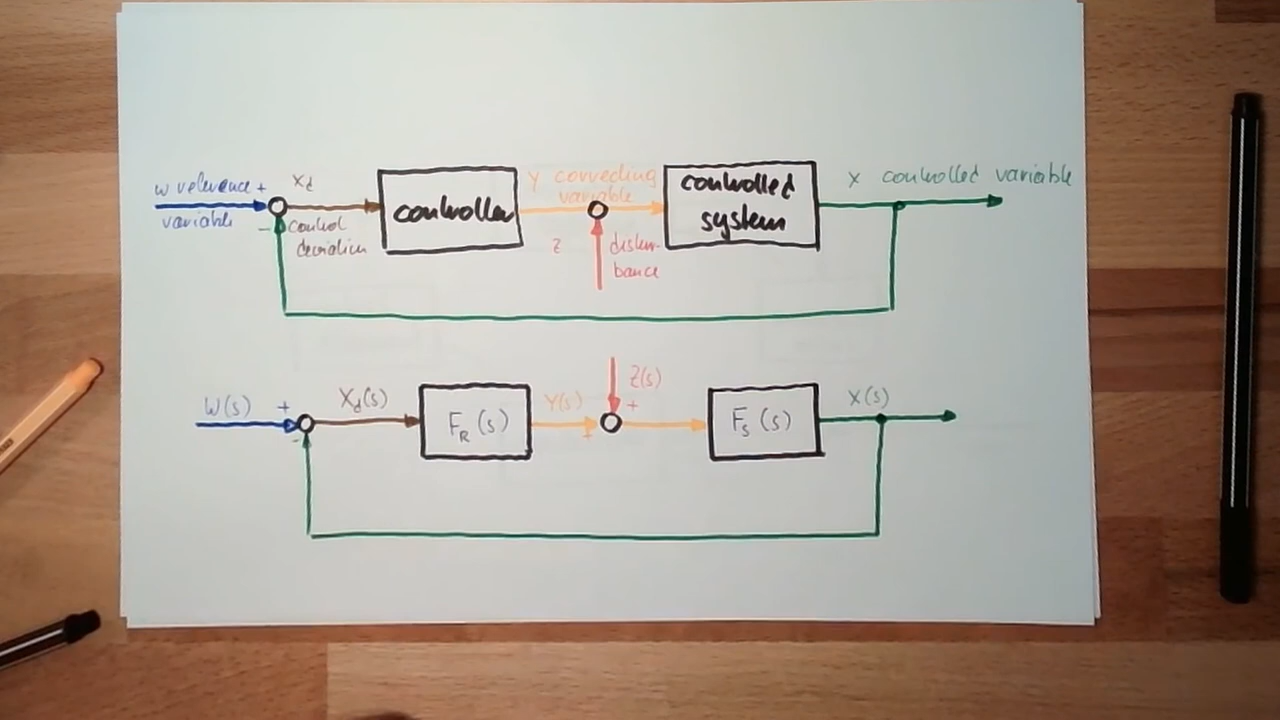 w reference +
variable
xd
- control
deviation
controller
y correcting
variable
z
distur-
bance
controlled
system
x controlled variable
W(s) +
-
Xd(s)
FR(s)
Y(s)
+
Z(s)
+
FS(s)
X(s)